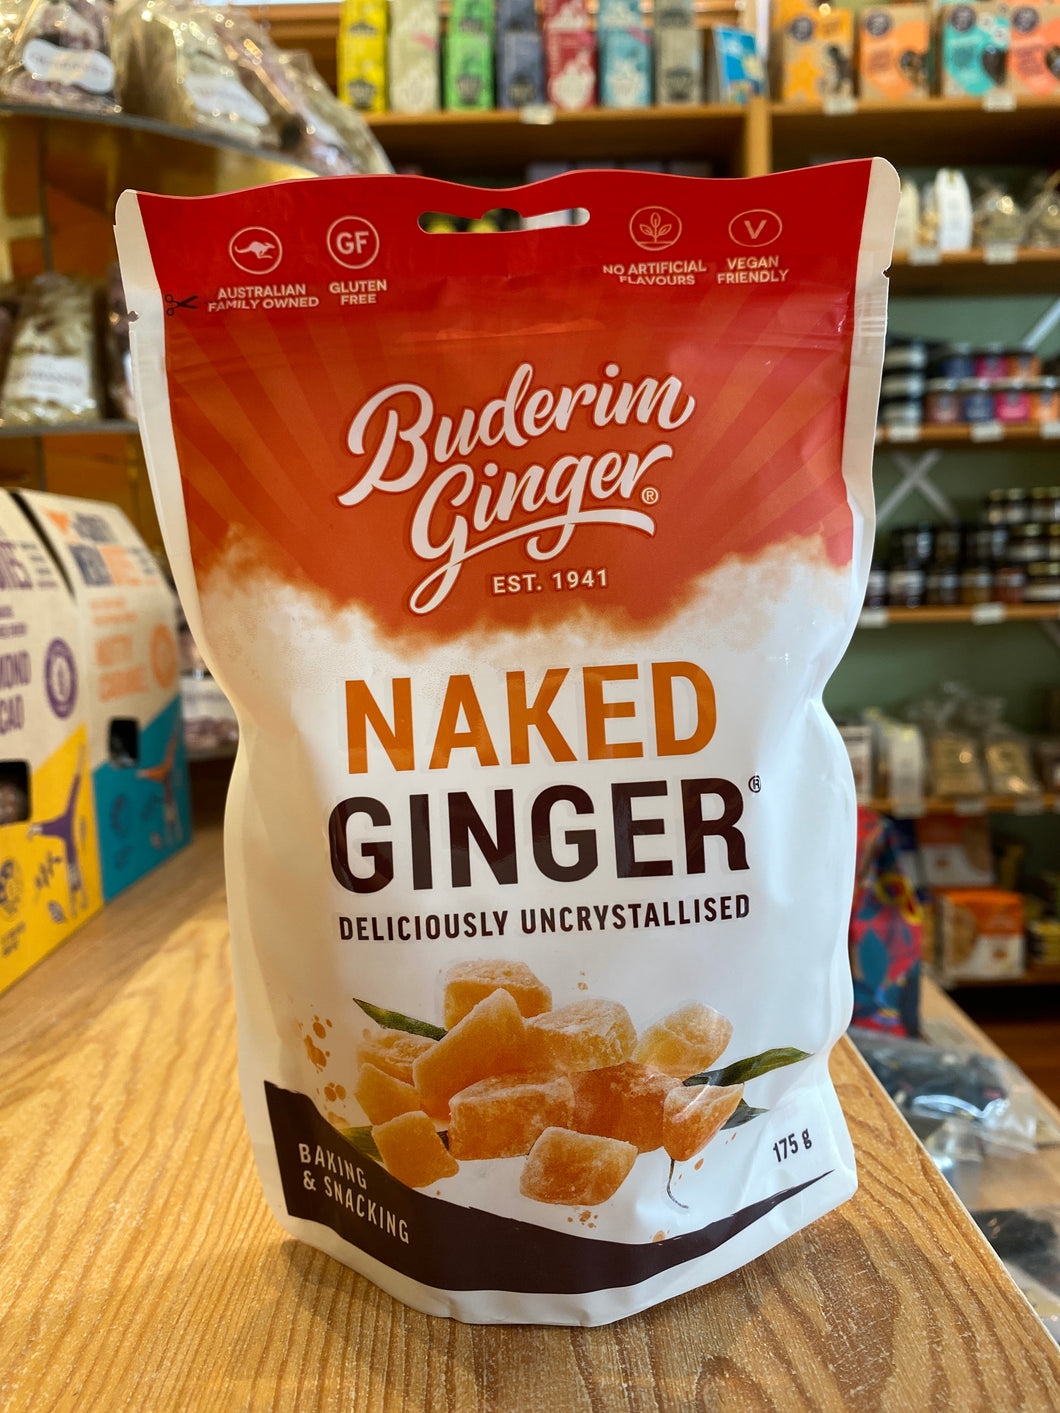 AUSTRALIAN
FAMILY OWNED
GF
GLUTEN
FREE
NO ARTIFICIAL
FLAVOURS
V
VEGAN
FRIENDLY
Buderim
Ginger®
EST. 1941
NAKED
GINGER®
DELICIOUSLY UNCRYSTALLISED
BAKING
& SNACKING
175 g